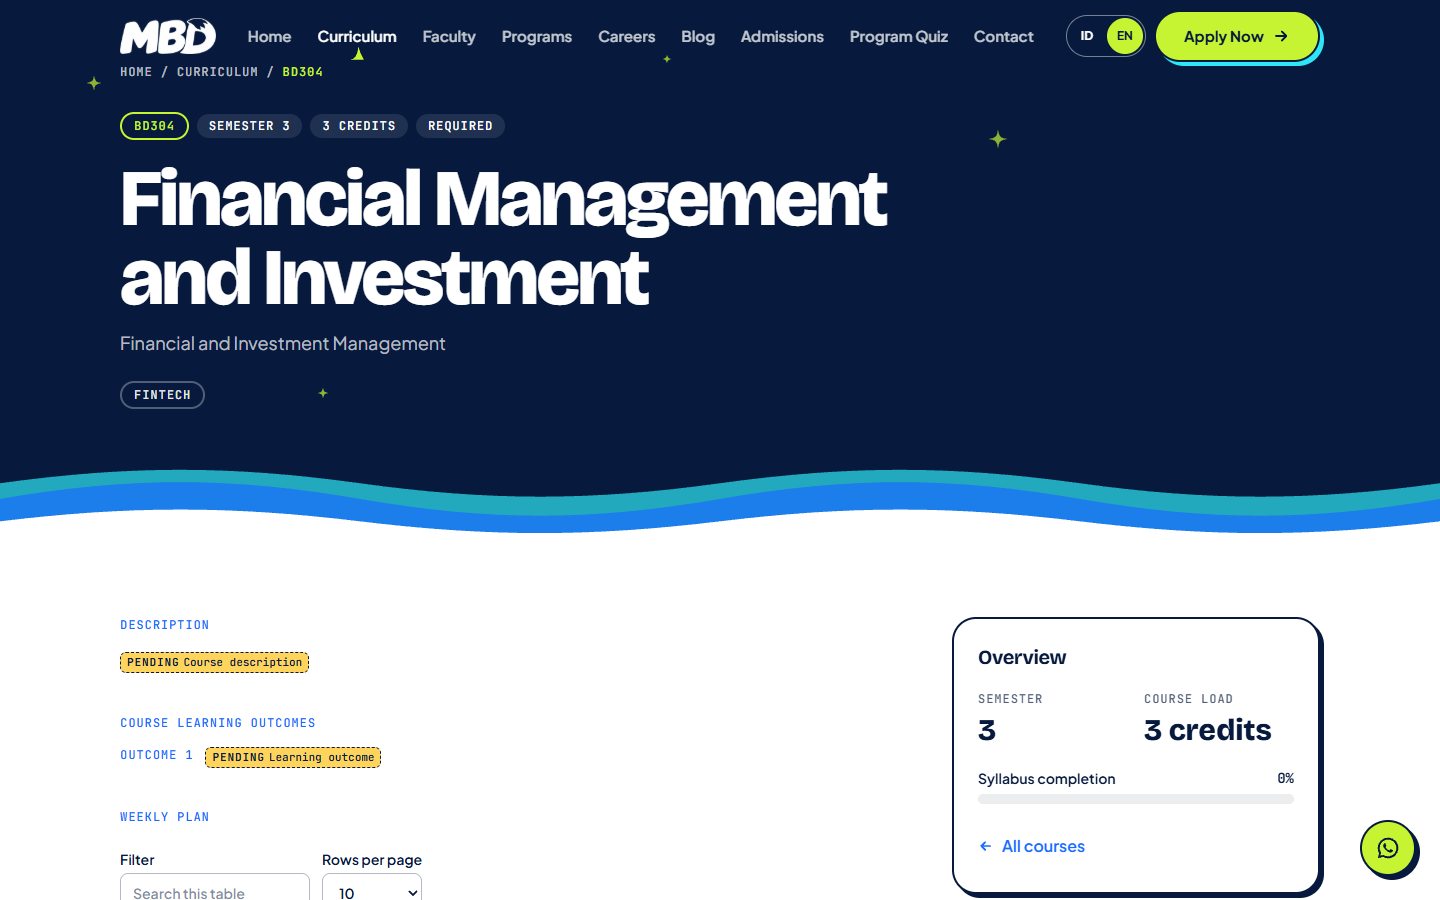 MBD
Home Curriculum Faculty Programs Careers Blog Admissions Program Quiz Contact ID EN Apply Now →
HOME / CURRICULUM / BD304
BD304 SEMESTER 3 3 CREDITS REQUIRED
Financial Management
and Investment
Financial and Investment Management
FINTECH
DESCRIPTION
PENDING Course description
COURSE LEARNING OUTCOMES
OUTCOME 1 PENDING Learning outcome
WEEKLY PLAN
Filter Rows per page
Search this table 10
Overview
SEMESTER COURSE LOAD
3 3 credits
Syllabus completion 0%
← All courses